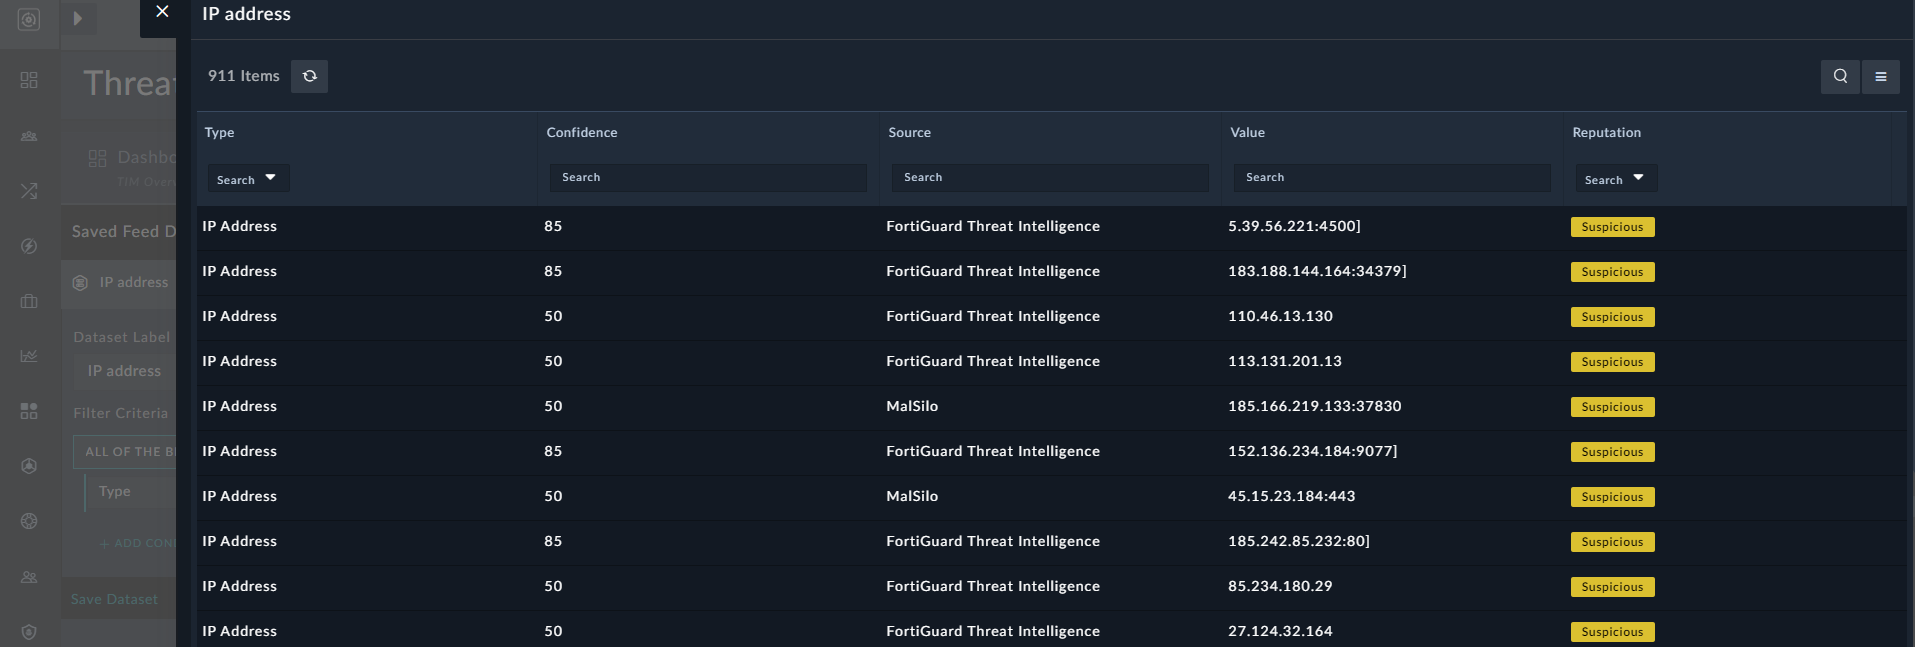 IP address
911 Items
Threat
Dashbo
TIM Overv
Saved Feed D
IP address
Dataset Label
IP address
Filter Criteria
ALL OF THE B
Type
+ ADD CON
Save Dataset
Type Confidence Source Value Reputation
Search Search Search Search Search
IP Address 85 FortiGuard Threat Intelligence 5.39.56.221:4500] Suspicious
IP Address 85 FortiGuard Threat Intelligence 183.188.144.164:34379] Suspicious
IP Address 50 FortiGuard Threat Intelligence 110.46.13.130 Suspicious
IP Address 50 FortiGuard Threat Intelligence 113.131.201.13 Suspicious
IP Address 50 MalSilo 185.166.219.133:37830 Suspicious
IP Address 85 FortiGuard Threat Intelligence 152.136.234.184:9077] Suspicious
IP Address 50 MalSilo 45.15.23.184:443 Suspicious
IP Address 85 FortiGuard Threat Intelligence 185.242.85.232:80] Suspicious
IP Address 50 FortiGuard Threat Intelligence 85.234.180.29 Suspicious
IP Address 50 FortiGuard Threat Intelligence 27.124.32.164 Suspicious